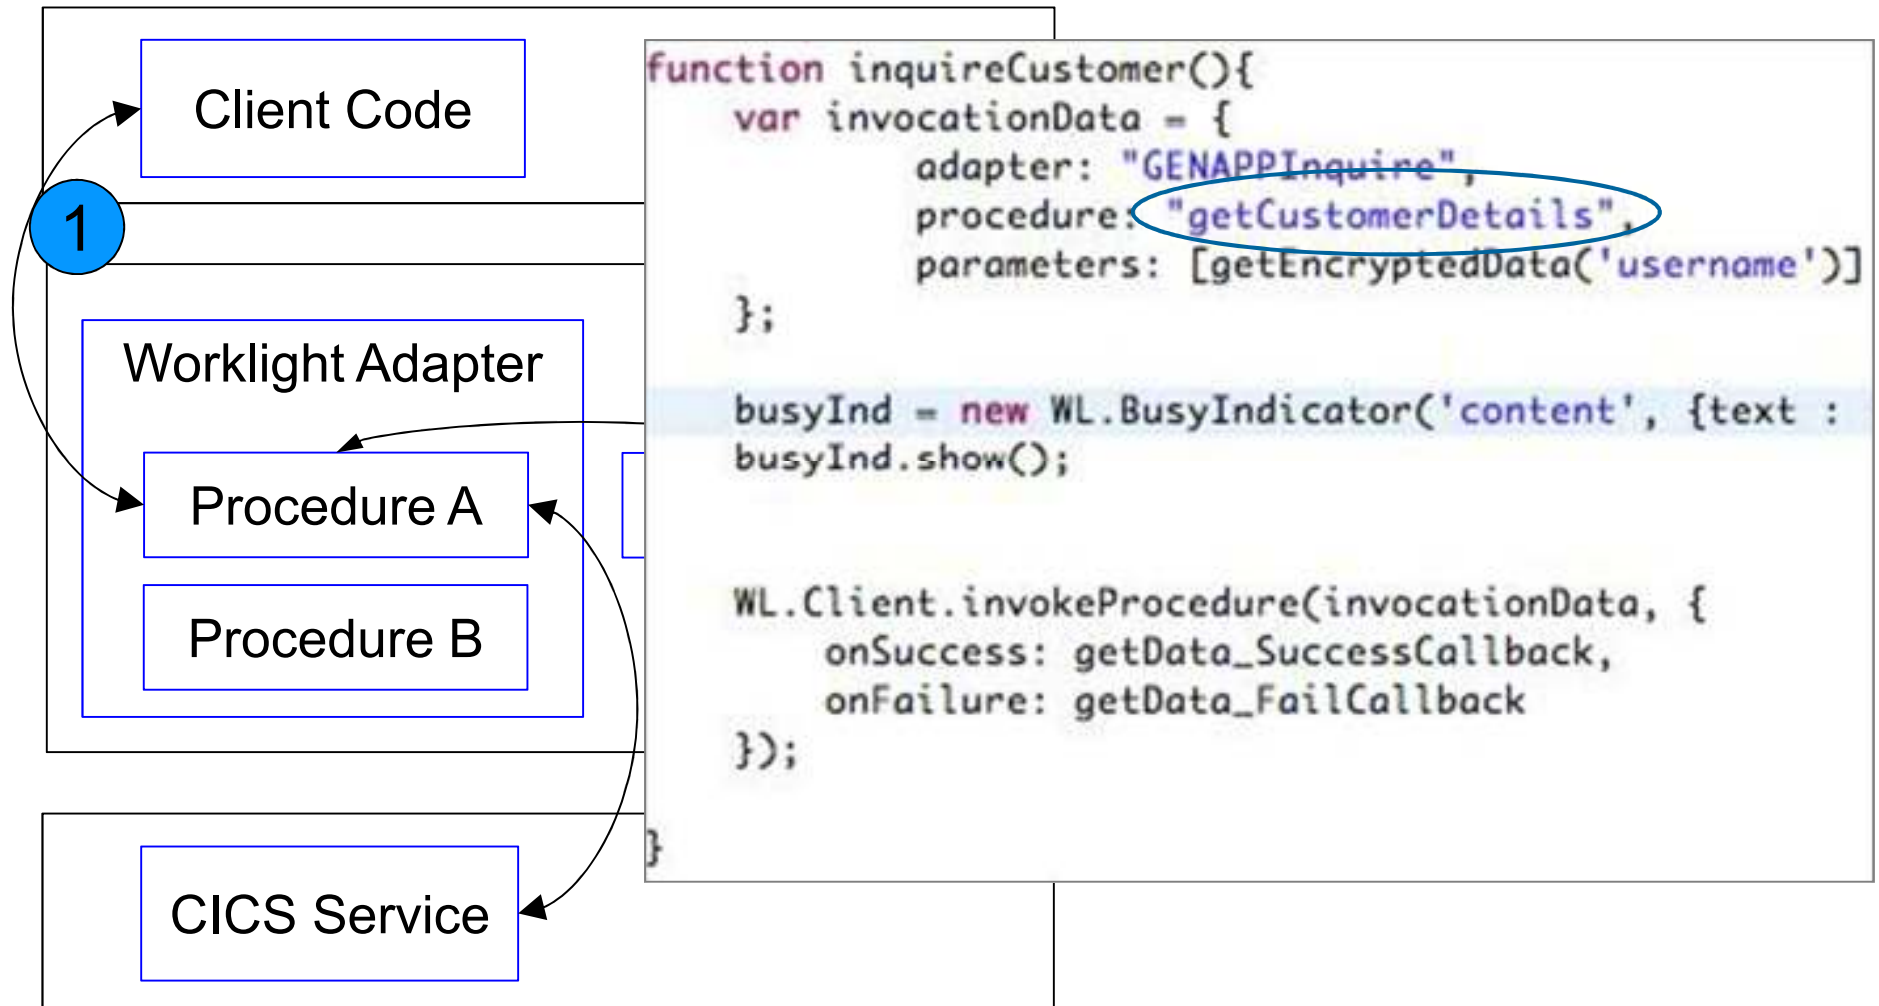 Client Code
1
Worklight Adapter
Procedure A
Procedure B
CICS Service
function inquireCustomer(){
var invocationData = {
adapter: "GENAPPInquire",
procedure: "getCustomerDetails",
parameters: [getEncryptedData('username')]
};
busyInd = new WL.BusyIndicator('content', {text :
busyInd.show();
WL.Client.invokeProcedure(invocationData, {
onSuccess: getData_SuccessCallback,
onFailure: getData_FailCallback
});
}